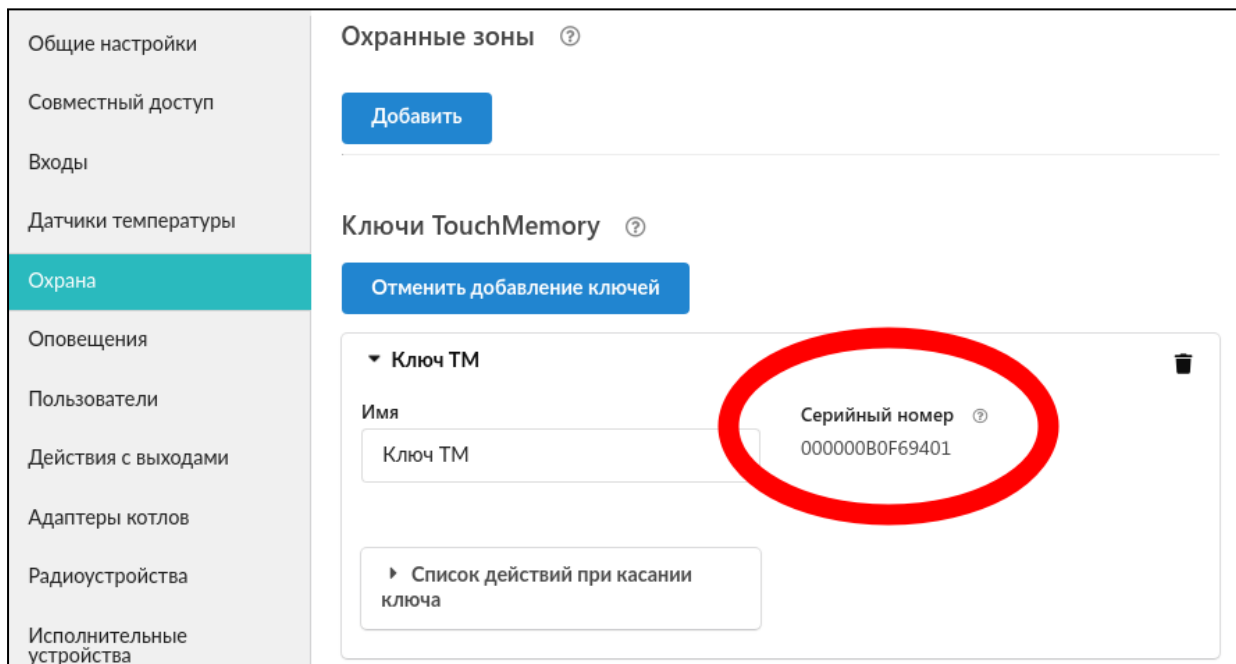 Общие настройки
Совместный доступ
Входы
Датчики температуры
Охрана
Оповещения
Пользователи
Действия с выходами
Адаптеры котлов
Радиоустройства
Исполнительные
устройства
Охранные зоны ?
Добавить
Ключи TouchMemory ?
Отменить добавление ключей
Ключ ТМ
Имя
Ключ ТМ
Серийный номер ?
000000B0F69401
Список действий при касании
ключа